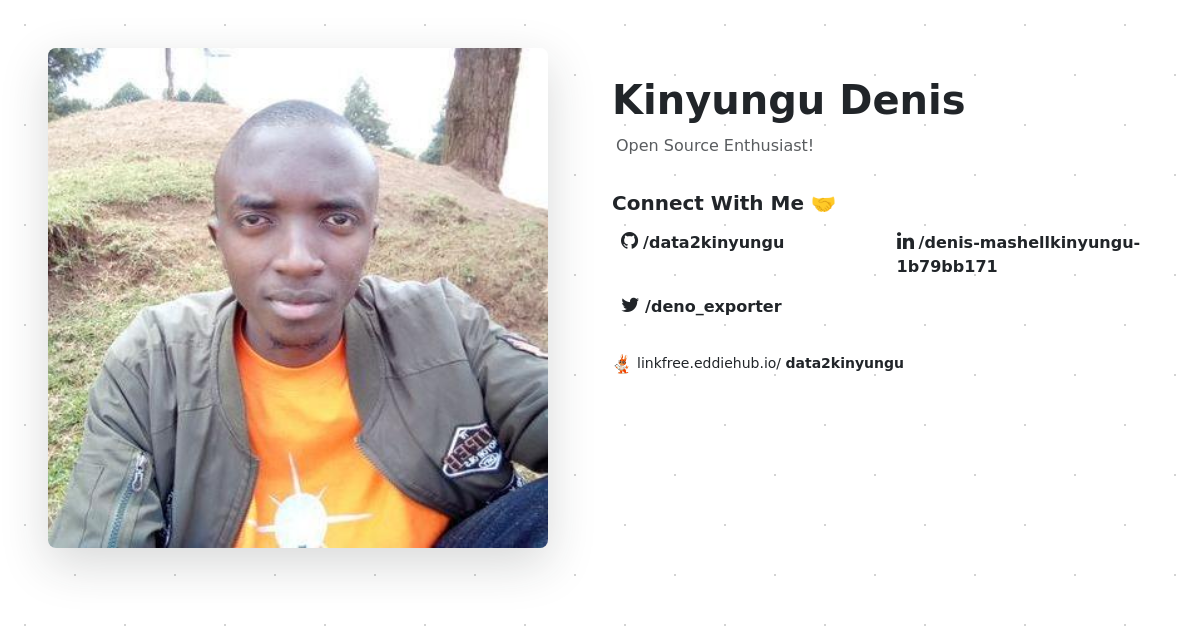 Kinyungu Denis
Open Source Enthusiast!
Connect With Me 🤝
/data2kinyungu
/denis-mashellkinyungu-
1b79bb171
/deno_exporter
linkfree.eddiehub.io/ data2kinyungu